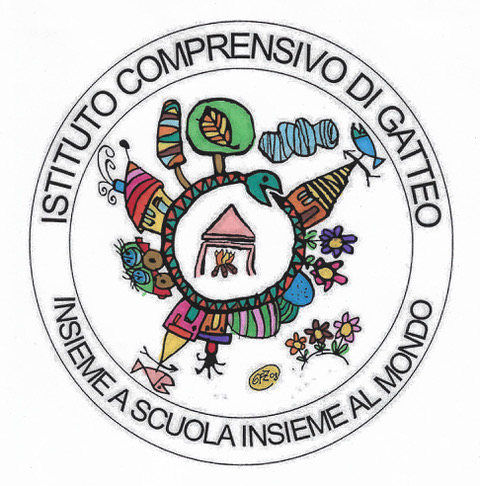 ISTITUTO COMPRENSIVO DI GATTEO
INSIEME A SCUOLA INSIEME AL MONDO